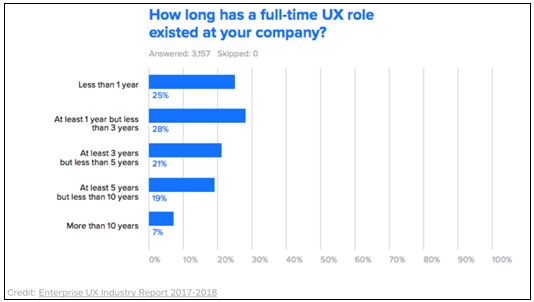 How long has a full-time UX role
existed at your company?
Answered: 3,157 Skipped: 0
Less than 1 year
25%
At least 1 year but less
than 3 years
28%
At least 3 years
but less than 5 years
21%
At least 5 years
but less than 10 years
19%
More than 10 years
7%
0% 10% 20% 30% 40% 50% 60% 70% 80% 90% 100%
Credit: Enterprise UX Industry Report 2017-2018